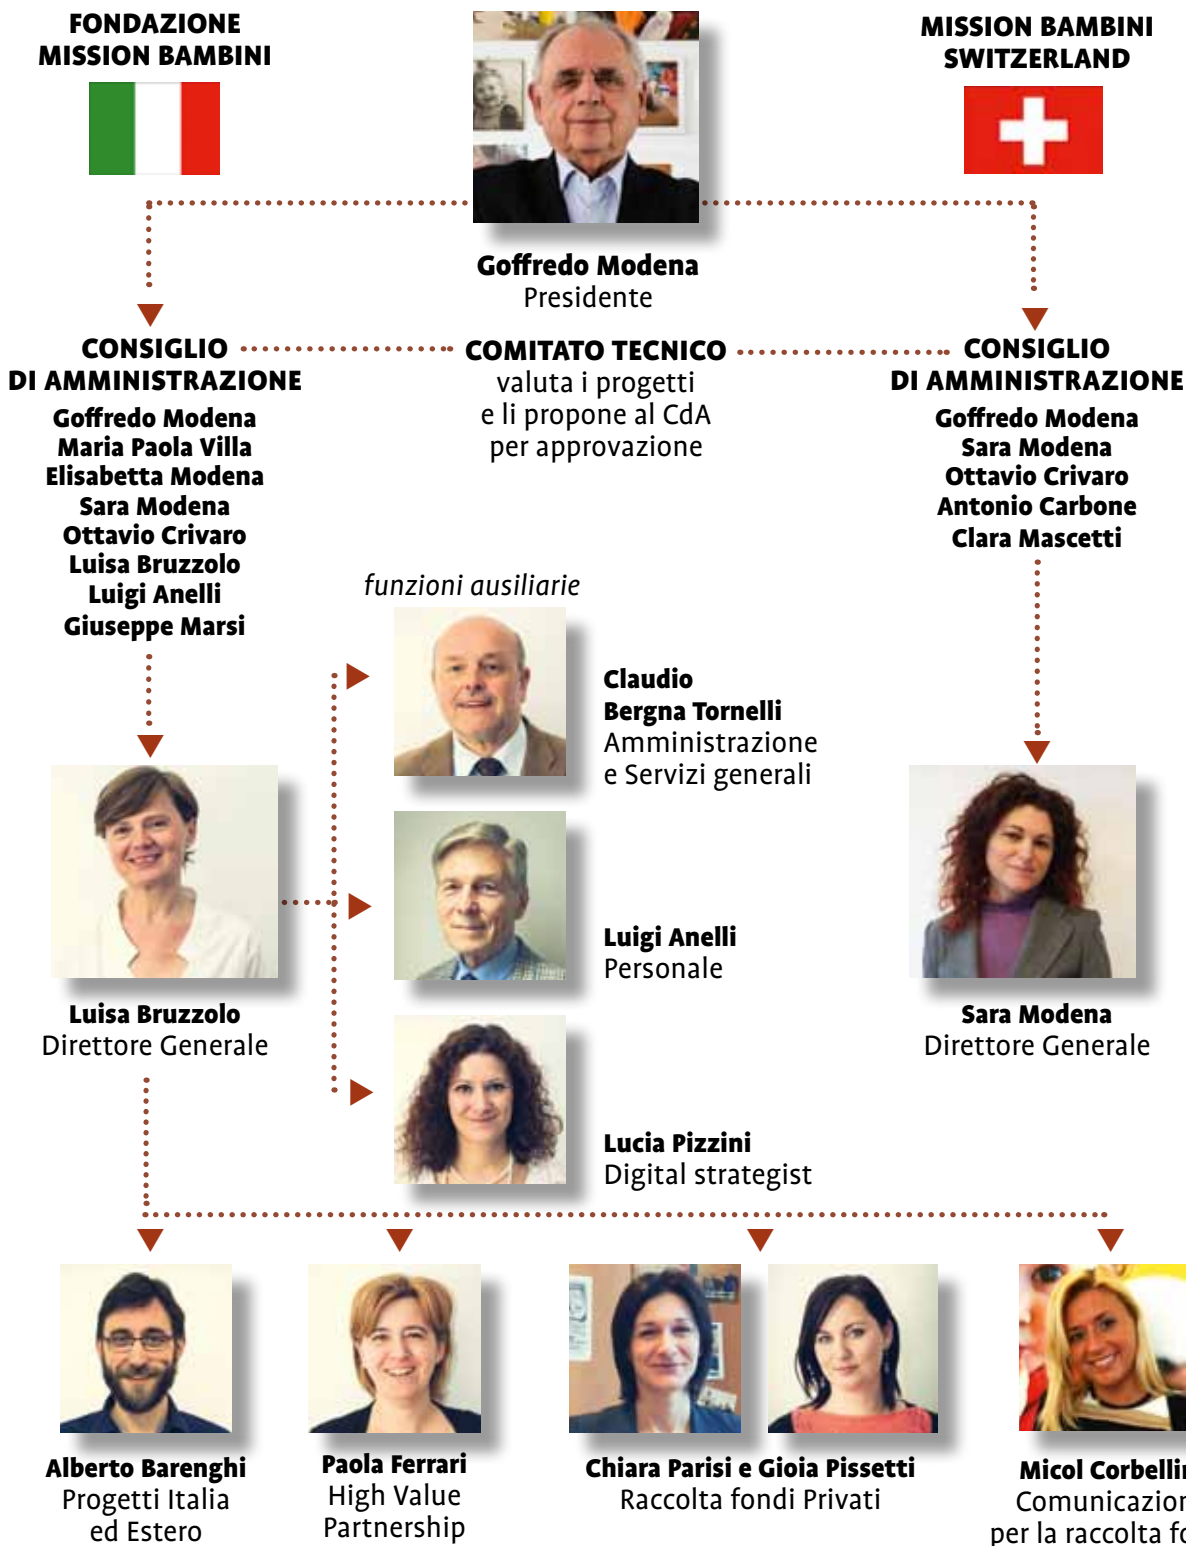 FONDAZIONE
MISSION BAMBINI
MISSION BAMBINI
SWITZERLAND
Goffredo Modena
Presidente
CONSIGLIO
DI AMMINISTRAZIONE
Goffredo Modena
Maria Paola Villa
Elisabetta Modena
Sara Modena
Ottavio Crivaro
Luisa Bruzzolo
Luigi Anelli
Giuseppe Marsi
COMITATO TECNICO
valuta i progetti
e li propone al CdA
per approvazione
CONSIGLIO
DI AMMINISTRAZIONE
Goffredo Modena
Sara Modena
Ottavio Crivaro
Antonio Carbone
Clara Mascetti
funzioni ausiliarie
Claudio
Bergna Tornelli
Amministrazione
e Servizi generali
Luigi Anelli
Personale
Lucia Pizzini
Digital strategist
Luisa Bruzzolo
Direttore Generale
Sara Modena
Direttore Generale
Alberto Barenghi
Progetti Italia
ed Estero
Paola Ferrari
High Value
Partnership
Chiara Parisi e Gioia Pissetti
Raccolta fondi Privati
Micol
per la raccolta